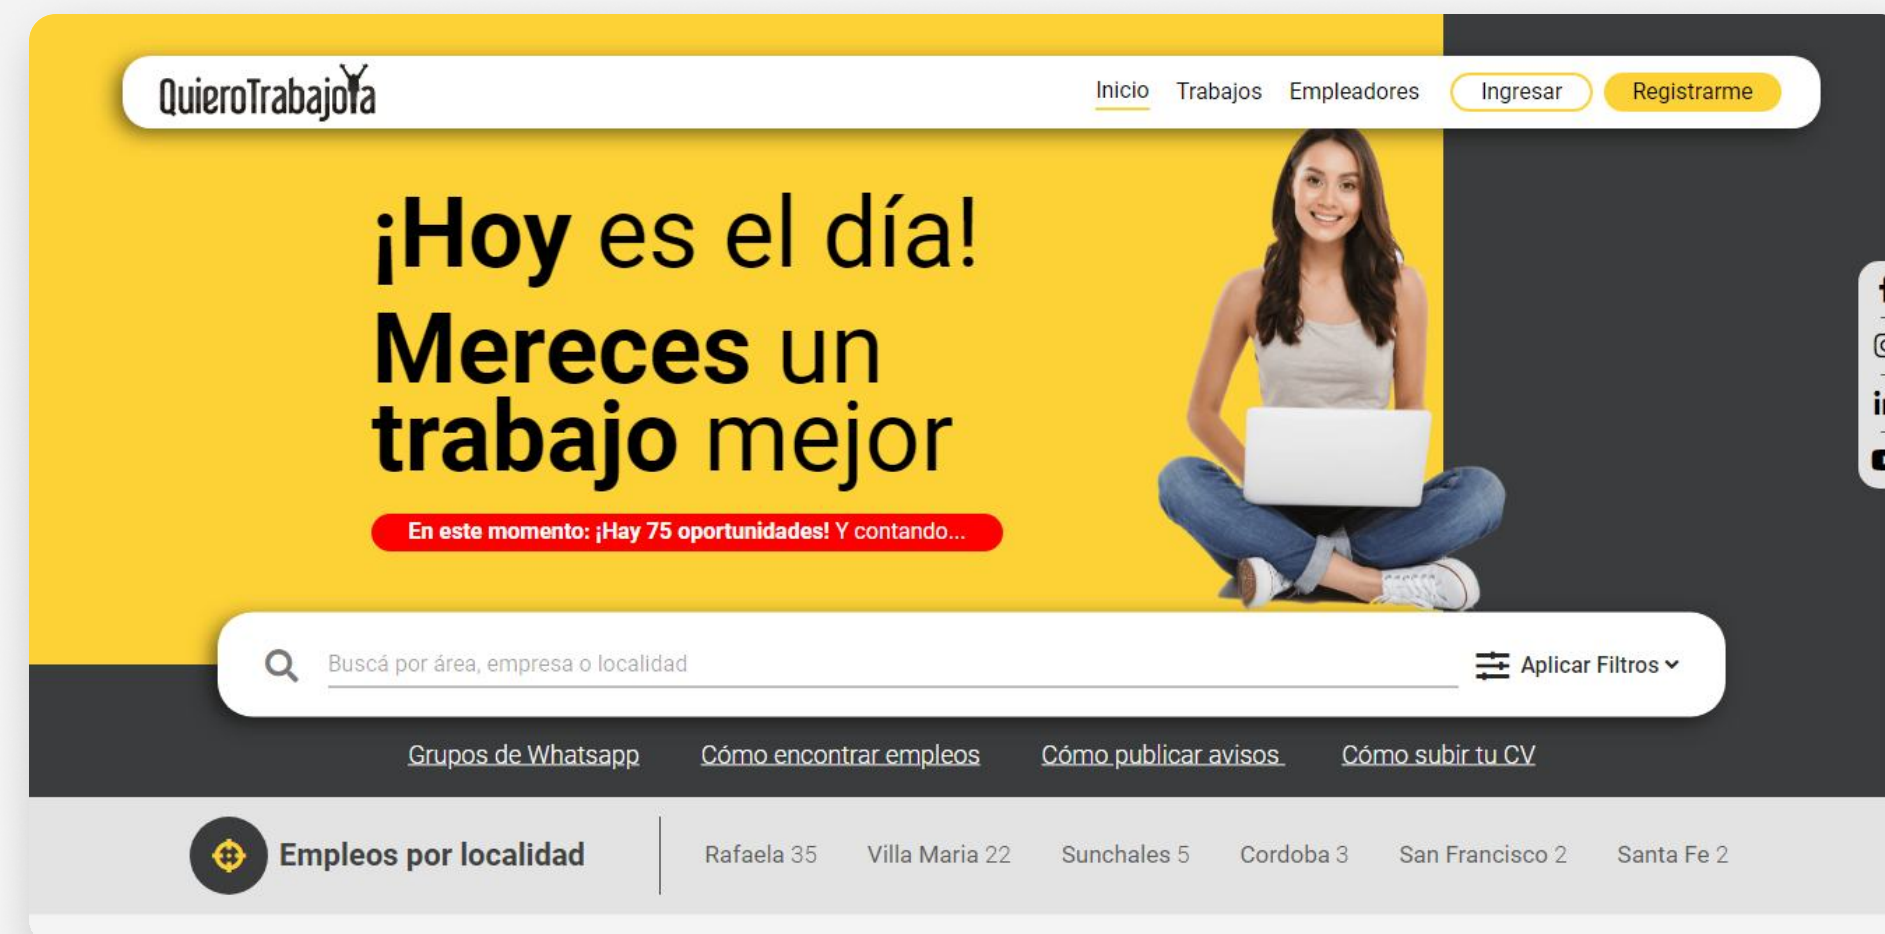 QuieroTrabajoYa
Inicio Trabajos Empleadores Ingresar Registrarme
¡Hoy es el día!
Mereces un
trabajo mejor
En este momento: ¡Hay 75 oportunidades! Y contando...
Buscá por área, empresa o localidad Aplicar Filtros
Grupos de Whatsapp Cómo encontrar empleos Cómo publicar avisos Cómo subir tu CV
Empleos por localidad Rafaela 35 Villa Maria 22 Sunchales 5 Cordoba 3 San Francisco 2 Santa Fe 2